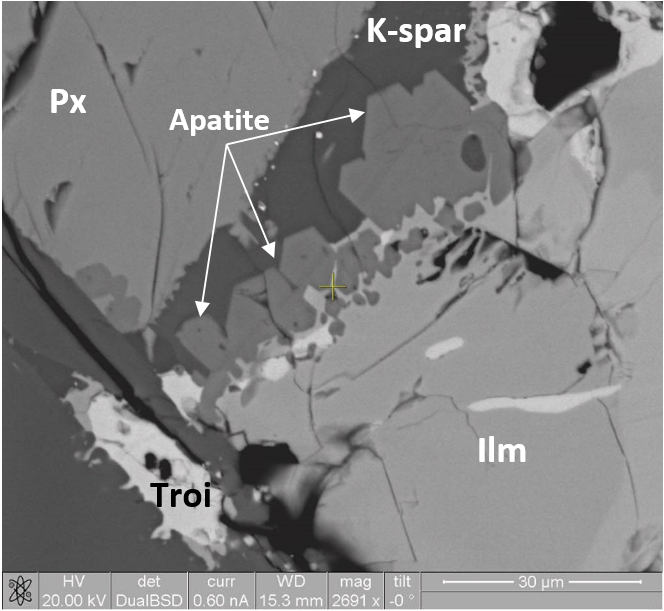 K-spar
Px
Apatite
Ilm
Troi
HV det curr WD mag tilt
20.00 kV DualBSD 0.60 nA 15.3 mm 2691 x -0 °
30 µm